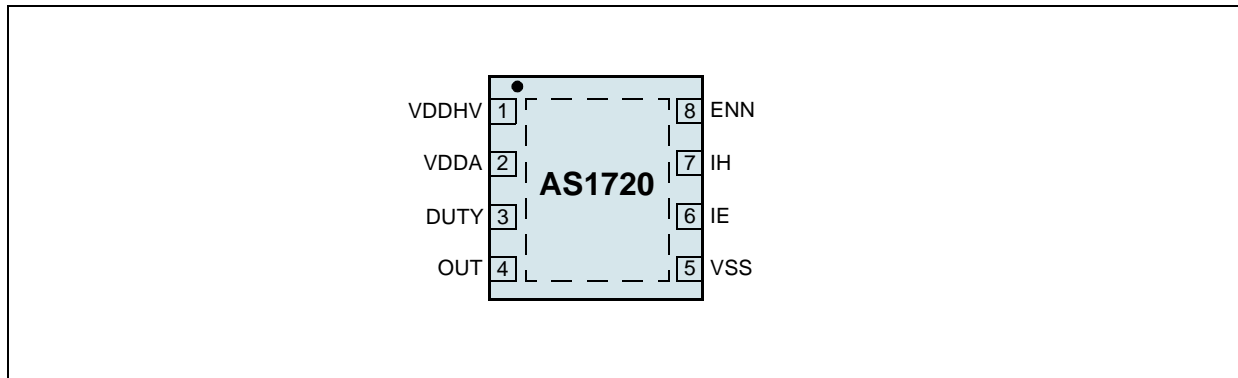 VDDHV 1 8 ENN
VDDA 2 7 IH
AS1720
DUTY 3 6 IE
OUT 4 5 VSS